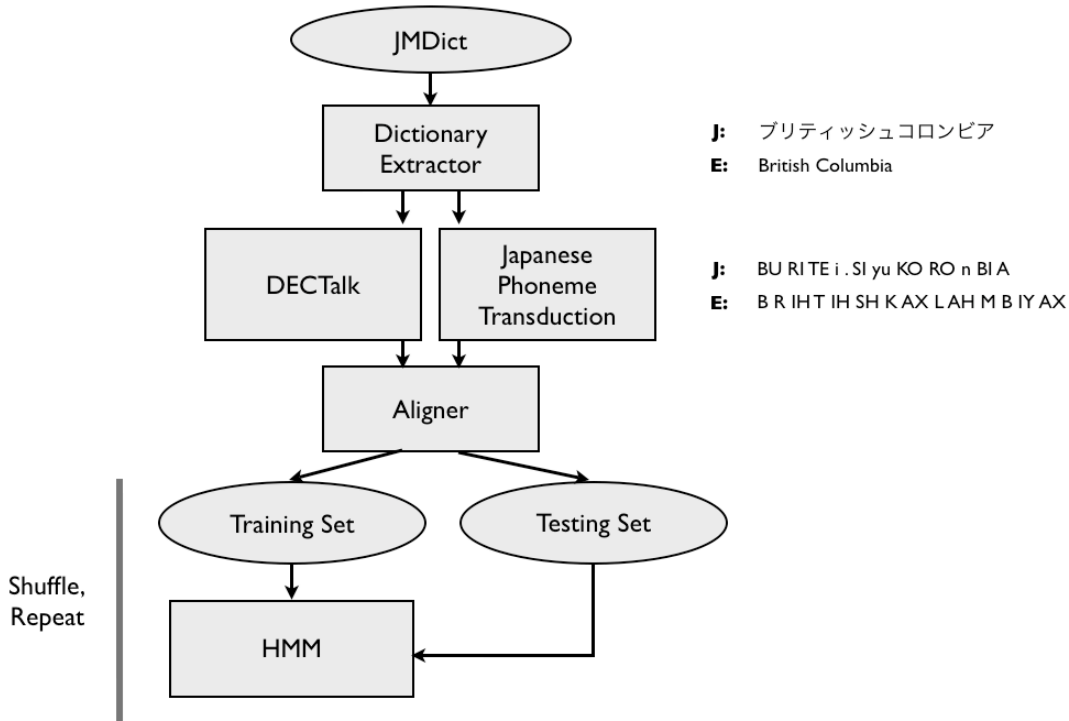 JMDict
Dictionary
Extractor
J: ブリティッシュコロンビア
E: British Columbia
DECTalk
Japanese
Phoneme
Transduction
J: BU RI TE i . SI yu KO RO n BI A
E: B R IH T IH SH K AX L AH M B IY AX
Aligner
Training Set
Testing Set
Shuffle,
Repeat
HMM